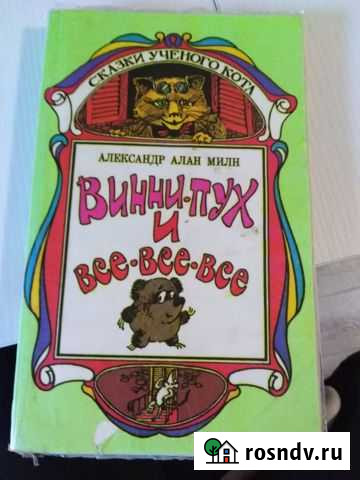 СКАЗКИ УЧЕНОГО КОТА
АЛЕКСАНДР АЛАН МИЛН
ВИННИ-ПУХ
И
ВСЕ-ВСЕ-ВСЕ
rosndv.ru